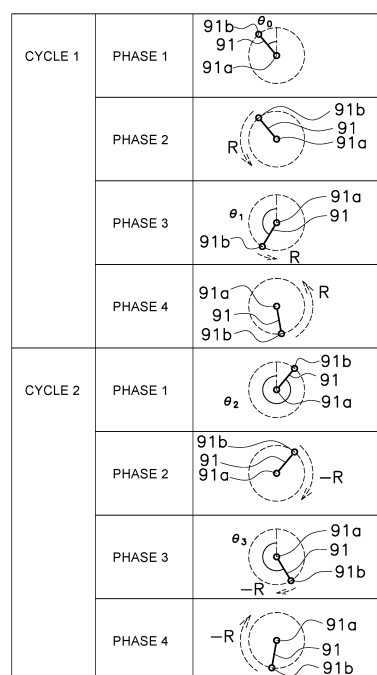 CYCLE 1
PHASE 1
91b θ₀
91
91a
PHASE 2
91b
91
R 91a
PHASE 3
91a
θ₁ 91
91b
R
PHASE 4
91a R
91
91b
CYCLE 2
PHASE 1
91b
91
θ₂ 91a
PHASE 2
91b
91
91a -R
PHASE 3
θ₃ 91a
91
91b
-R
PHASE 4
-R 91a
91
91b